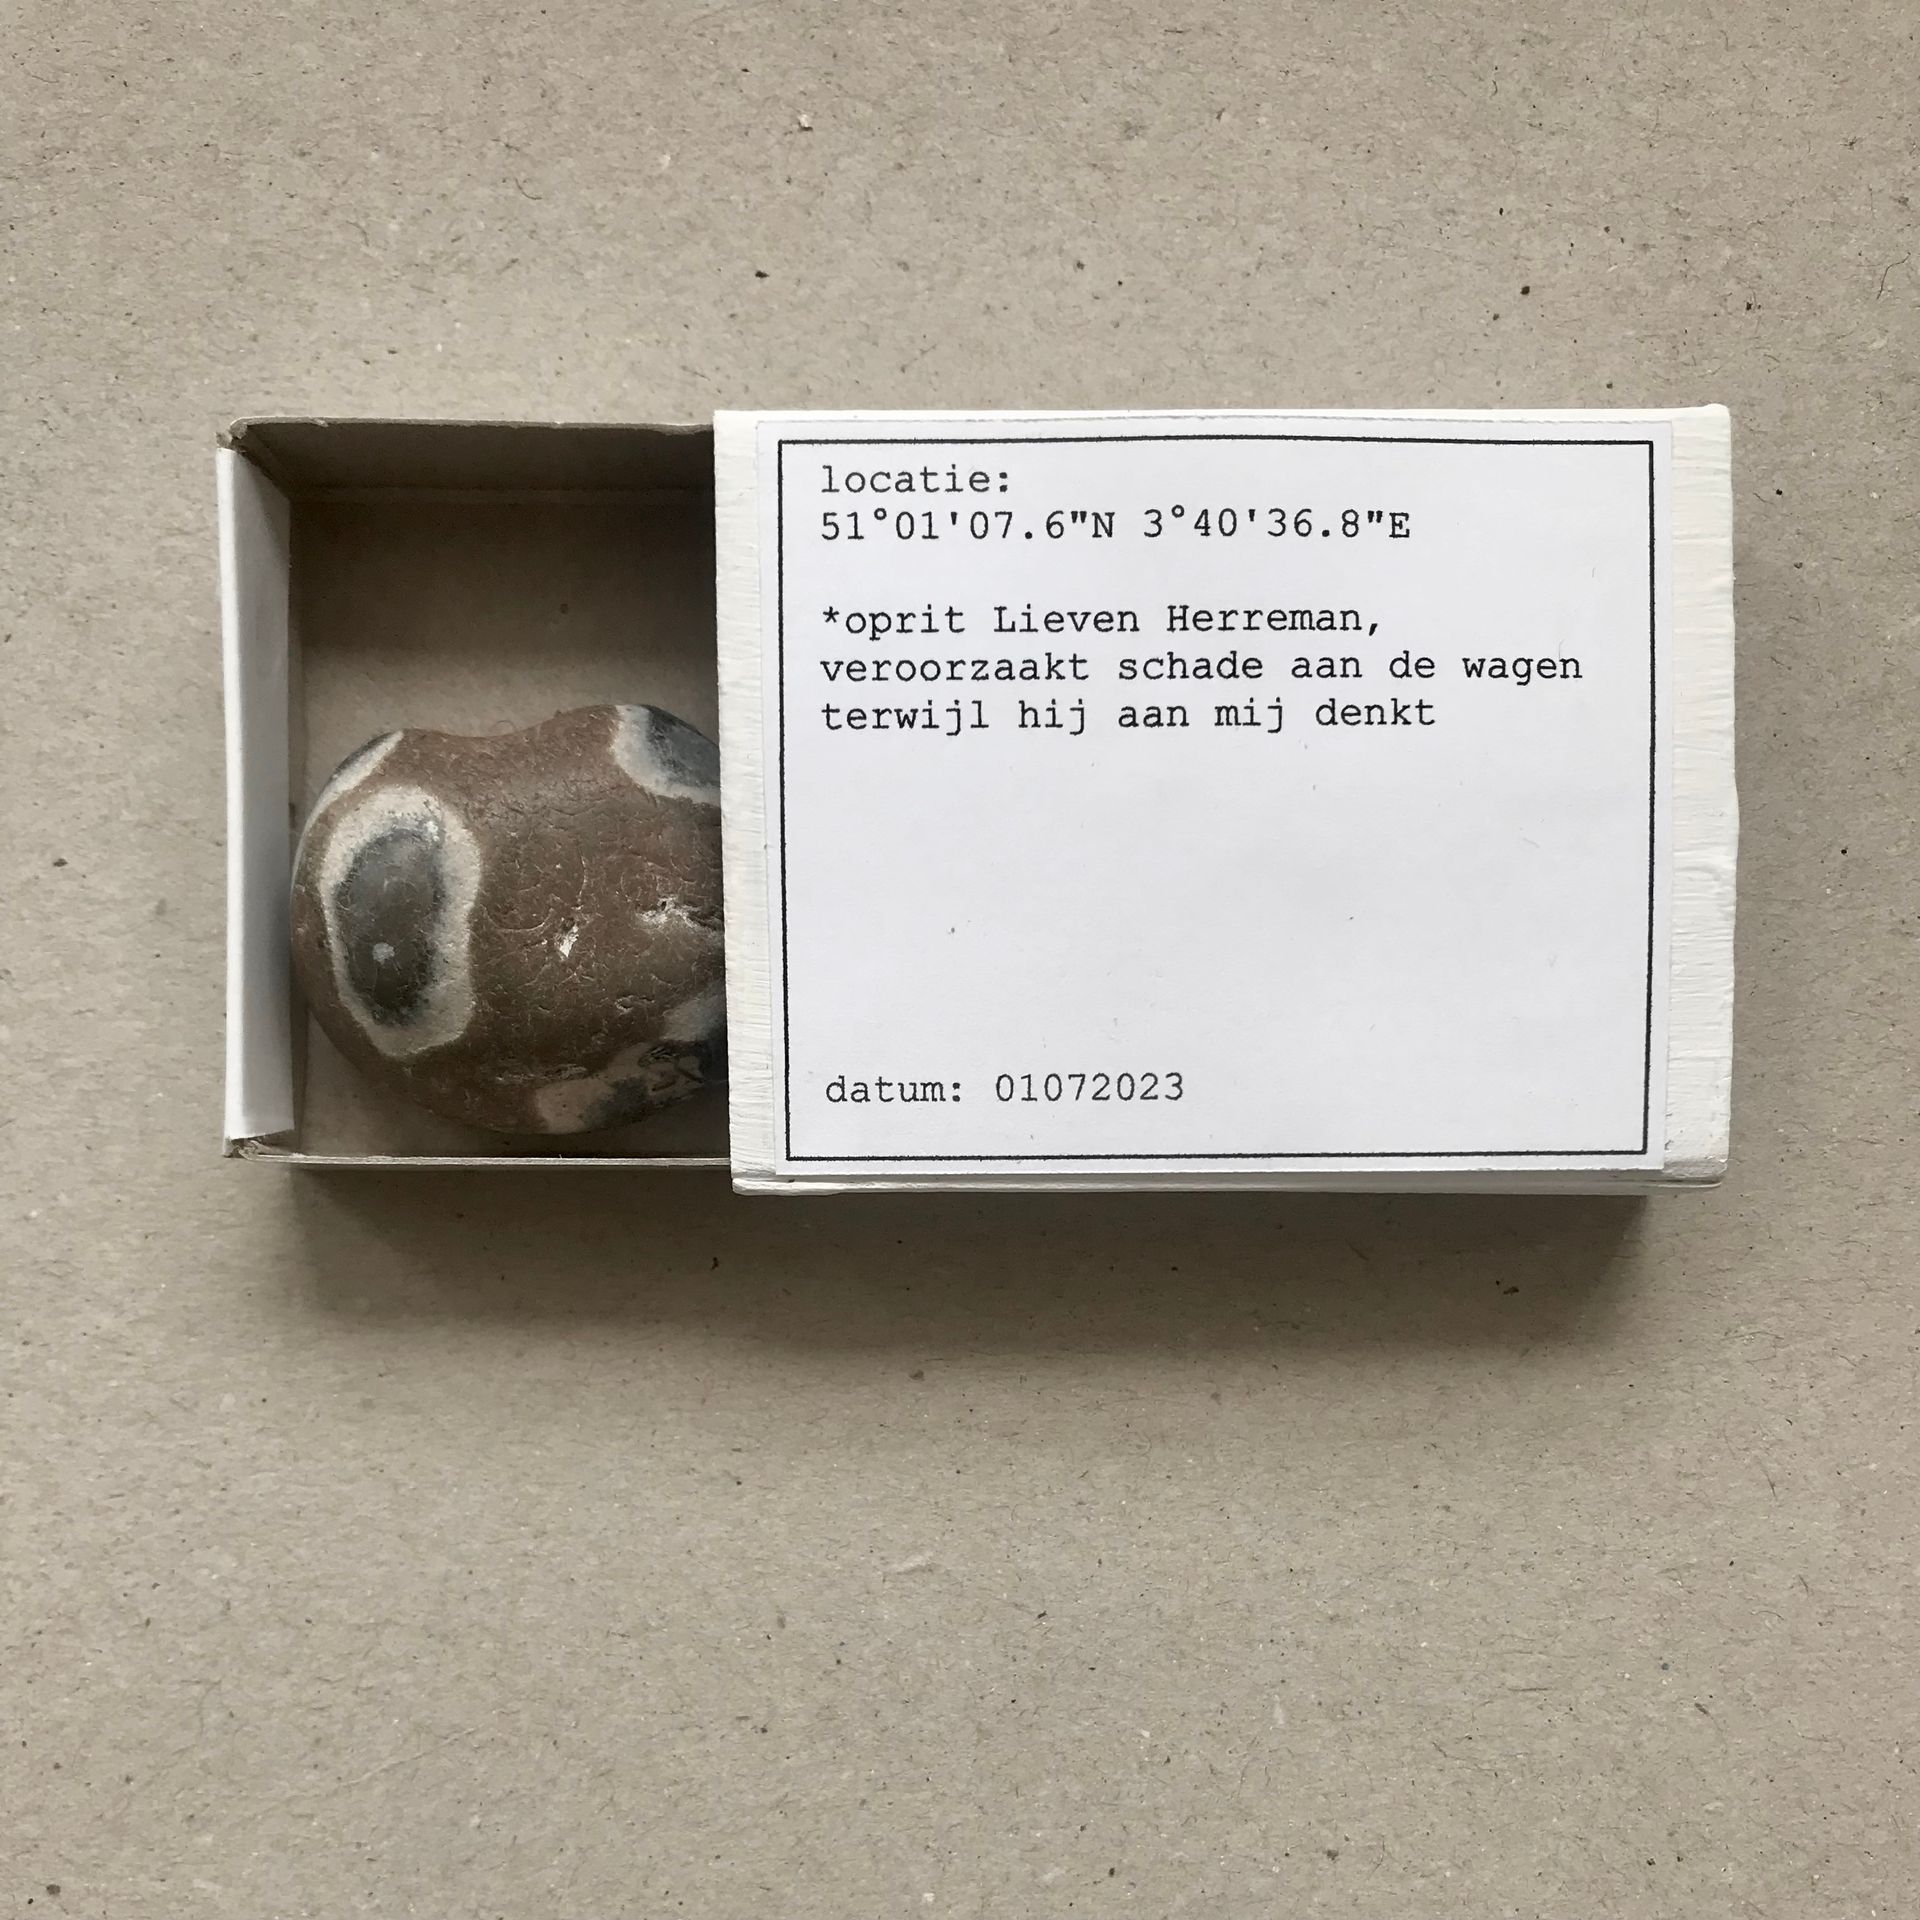 locatie:
51°01'07.6"N 3°40'36.8"E
*oprit Lieven Herreman,
veroorzaakt schade aan de wagen
terwijl hij aan mij denkt
datum: 01072023